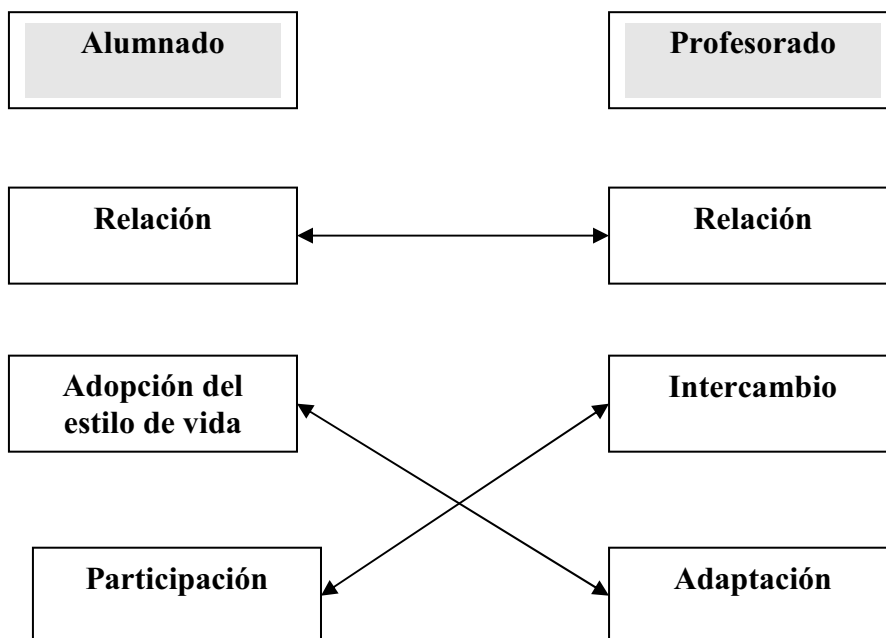 Alumnado
Profesorado
Relación
Relación
Adopción del
estilo de vida
Intercambio
Participación
Adaptación